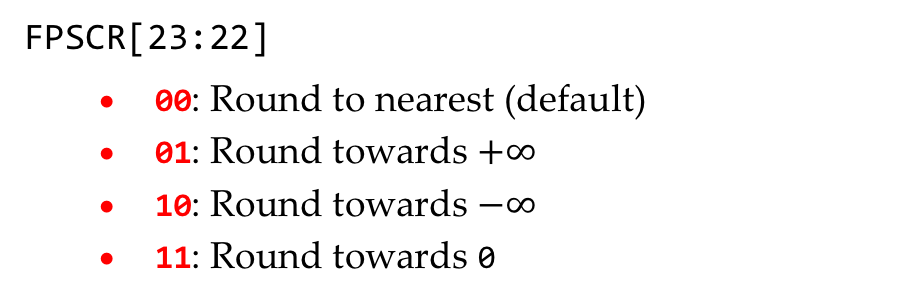 FPSCR[23:22]
• 00: Round to nearest (default)
• 01: Round towards +∞
• 10: Round towards −∞
• 11: Round towards 0